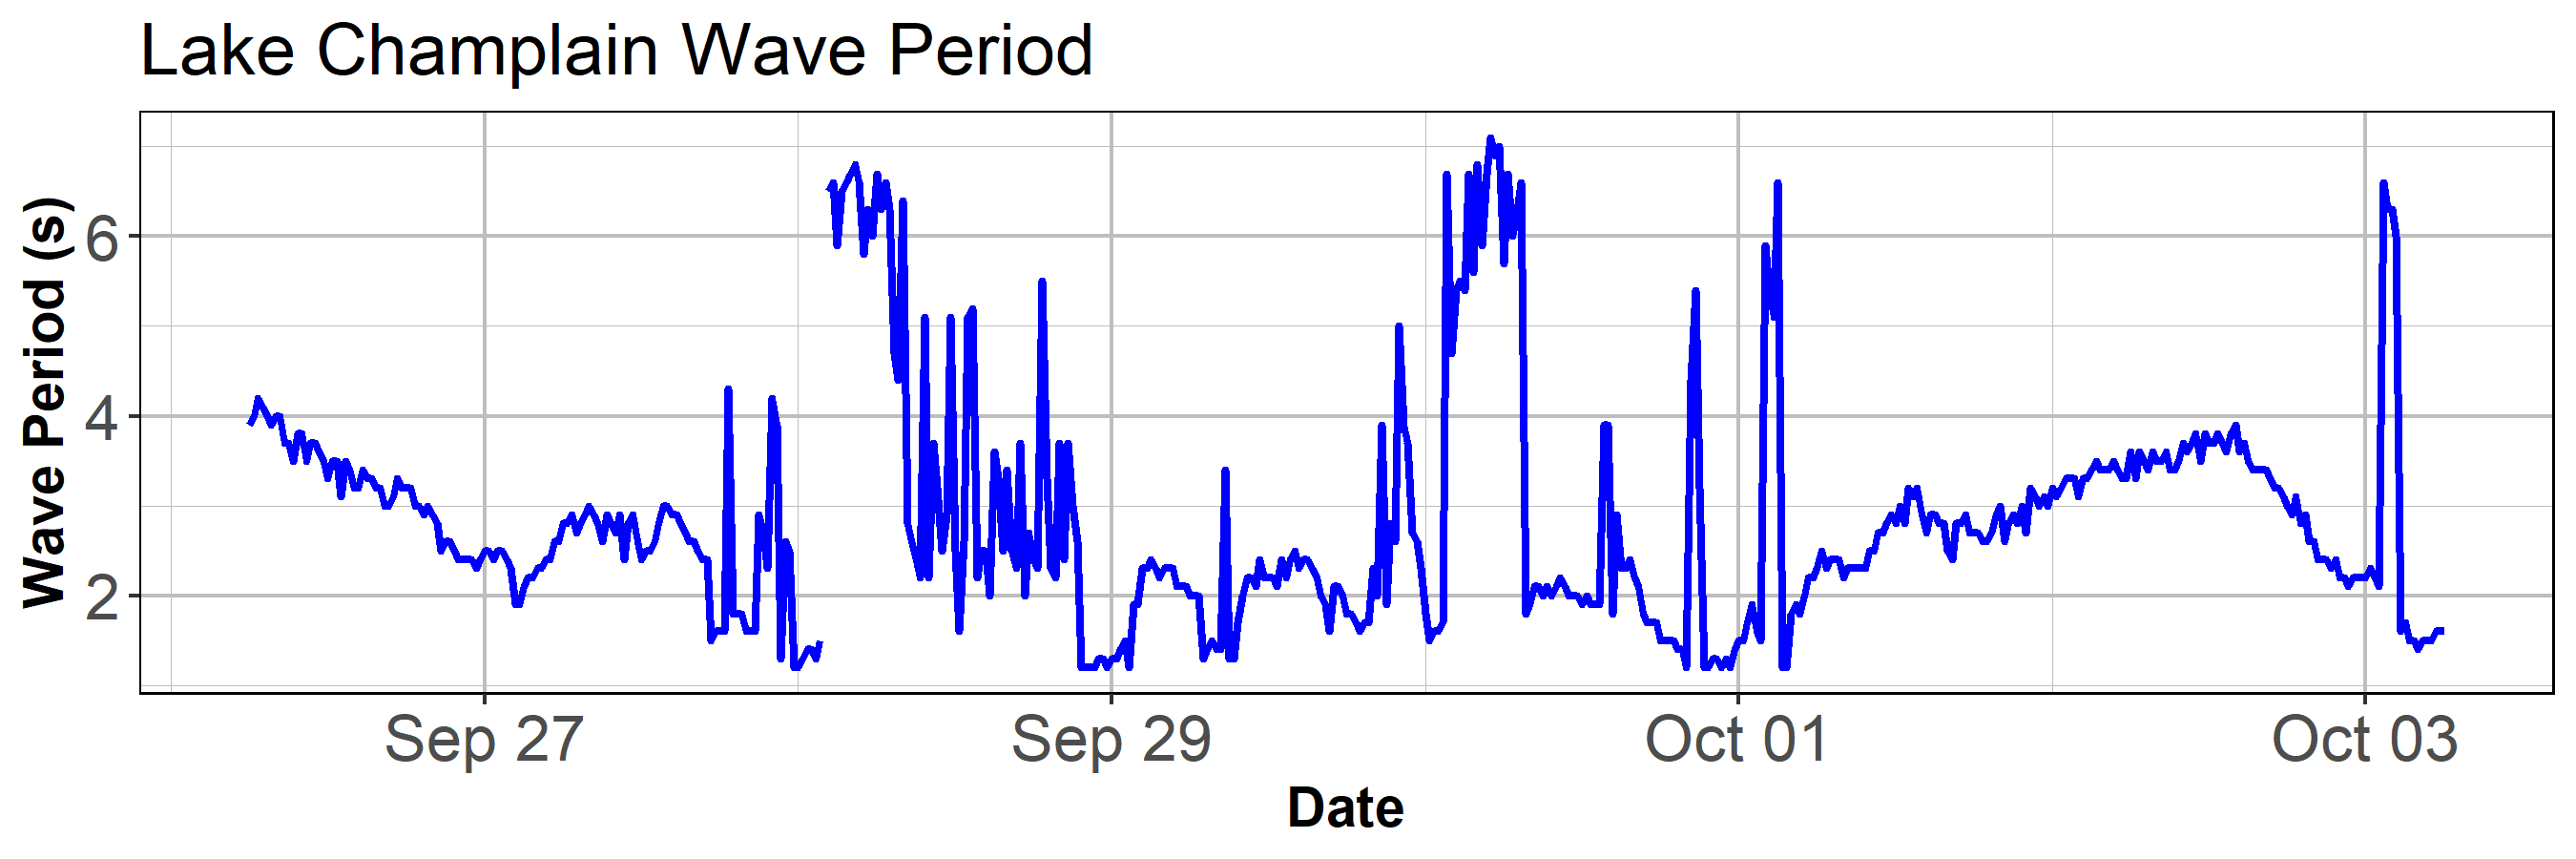 Lake Champlain Wave Period
Wave Period (s)
6
4
2
Sep 27
Sep 29
Oct 01
Oct 03
Date